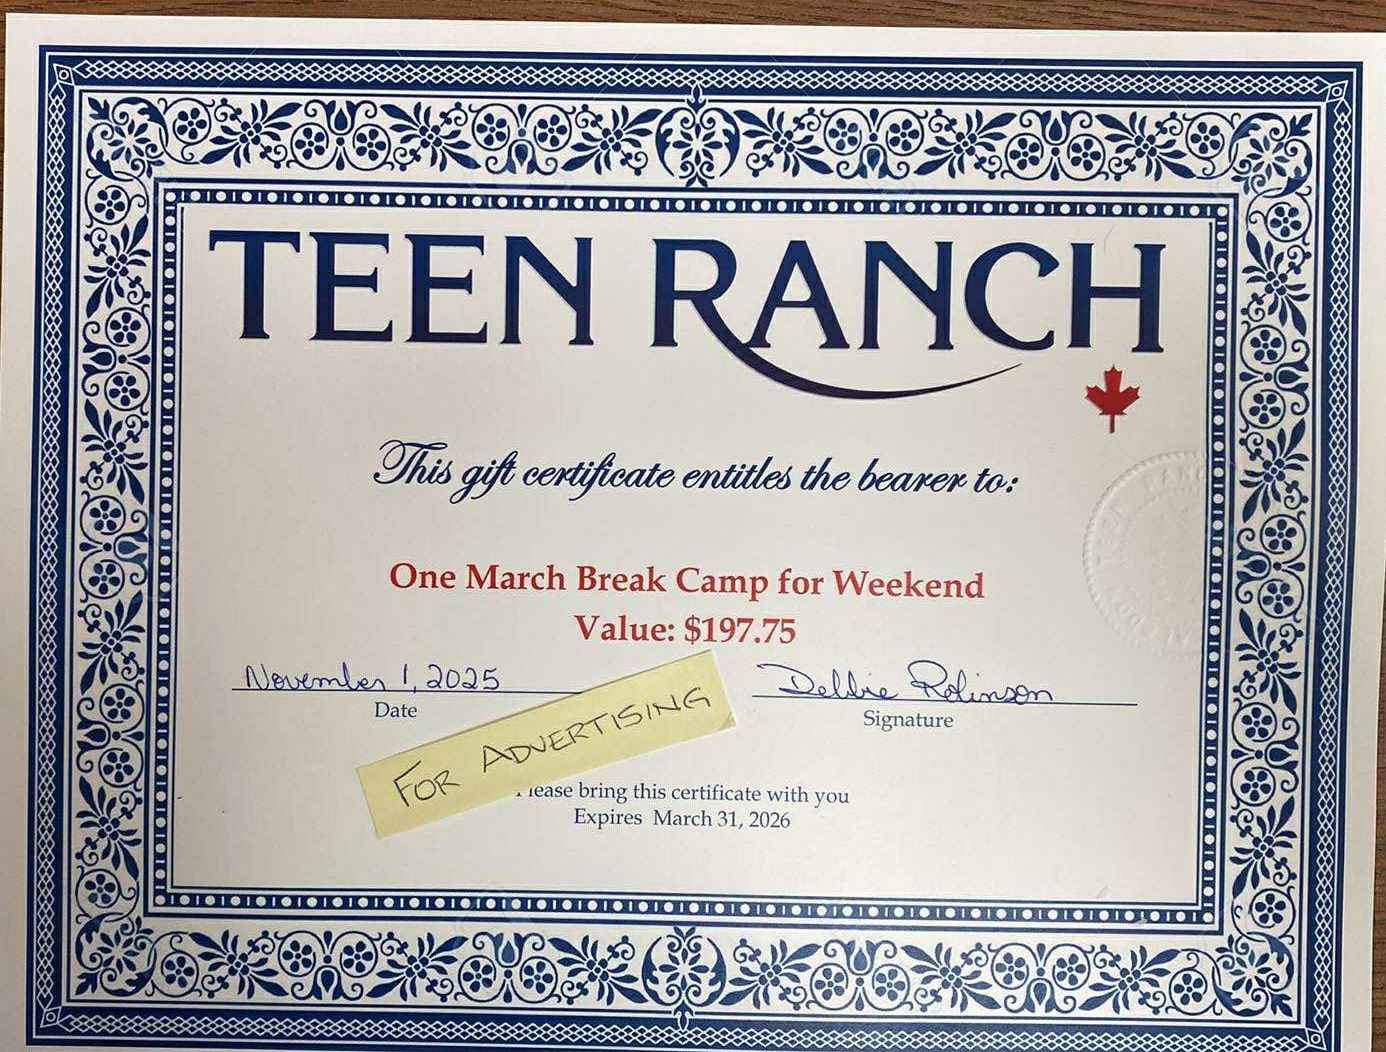 TEEN RANCH
This gift certificate entitles the bearer to:
One March Break Camp for Weekend
Value: $197.75
November 1, 2025
Debbie Robinson
Date
Signature
FOR ADVERTISING
lease bring this certificate with you
Expires March 31, 2026